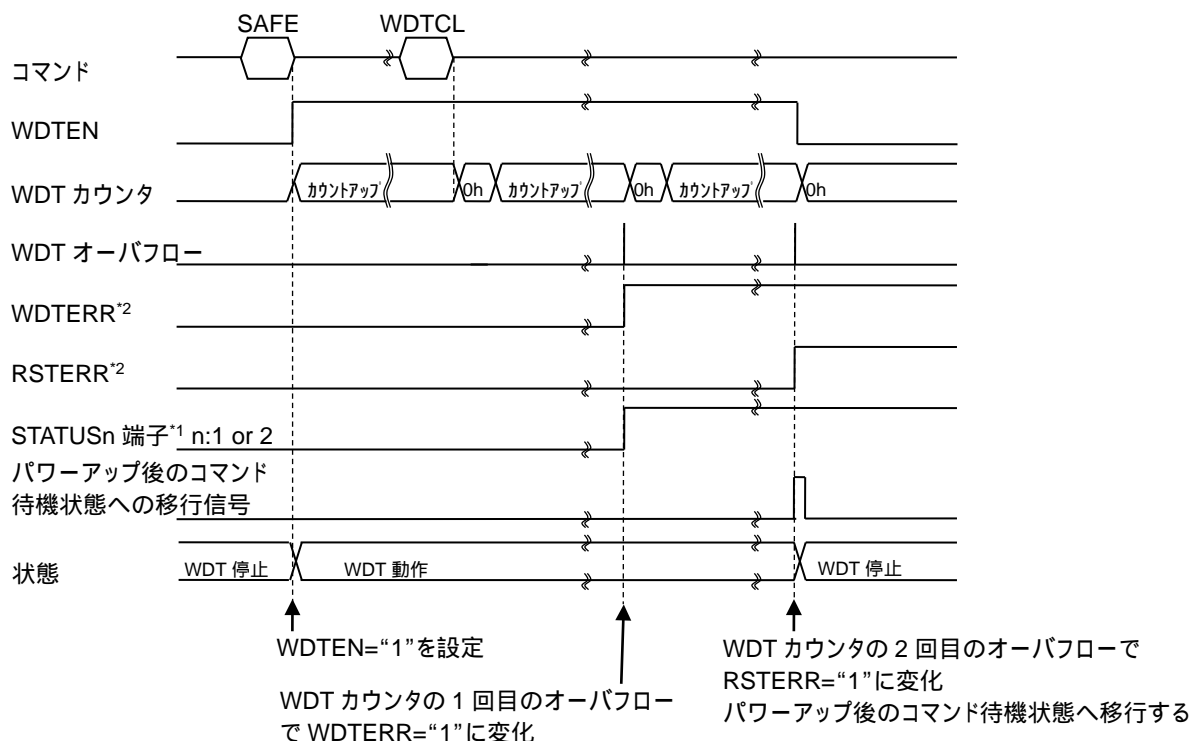 SAFE WDTCL
コマンド
WDTEN
WDT カウンタ カウントアップ 0h カウントアップ 0h カウントアップ 0h
WDT オーバフロー
WDTERR*2
RSTERR*2
STATUSn 端子*1 n:1 or 2
パワーアップ後のコマンド
待機状態への移行信号
状態 WDT 停止 WDT 動作 WDT 停止
WDTEN=“1”を設定
WDT カウンタの 1 回目のオーバフロー
で WDTERR=“1”に変化
WDT カウンタの 2 回目のオーバフローで
RSTERR=“1”に変化
パワーアップ後のコマンド待機状態へ移行する